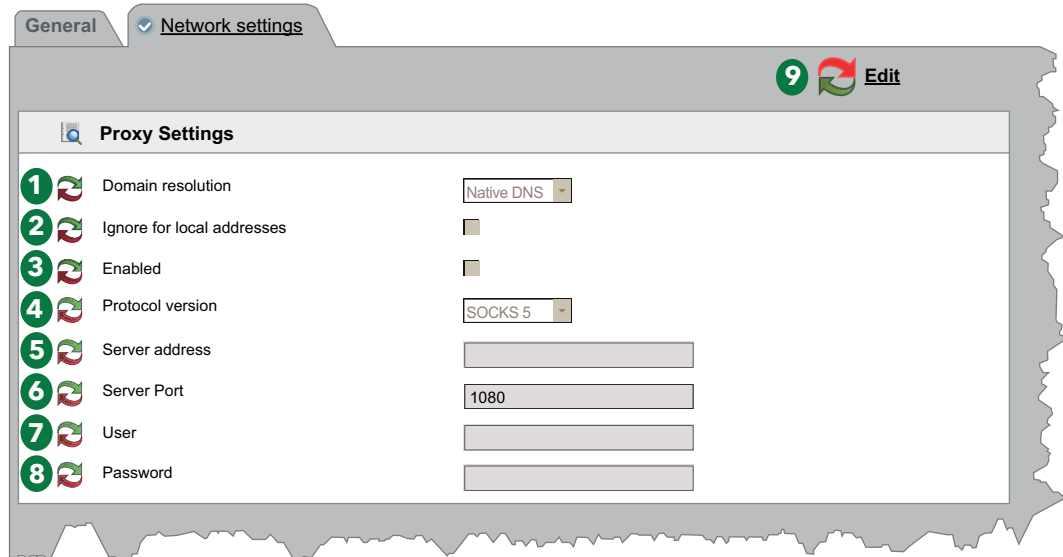 General
Network settings
9 Edit
Proxy Settings
1 Domain resolution Native DNS
2 Ignore for local addresses
3 Enabled
4 Protocol version SOCKS 5
5 Server address
6 Server Port 1080
7 User
8 Password